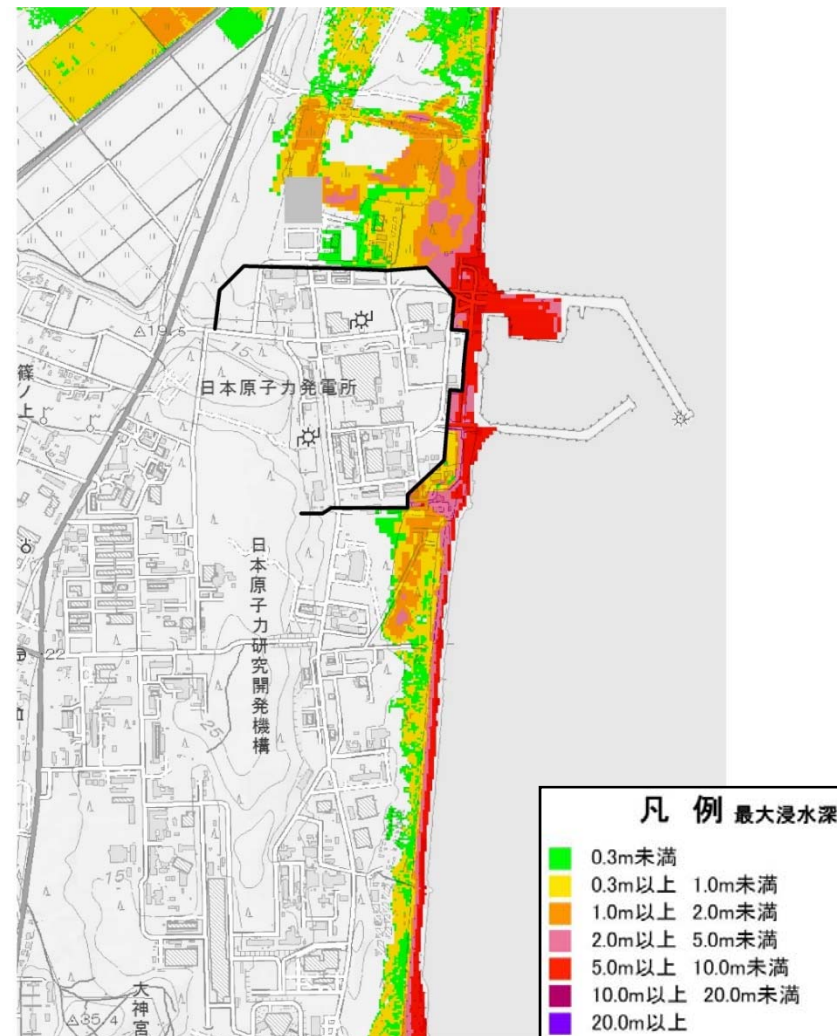 19.5
15
篠ノ上
日本原子力発電所
日本原子力研究開発機構
22
25
15
大神宮
35.4
凡 例 最大浸水深
0.3m未満
0.3m以上 1.0m未満
1.0m以上 2.0m未満
2.0m以上 5.0m未満
5.0m以上 10.0m未満
10.0m以上 20.0m未満
20.0m以上